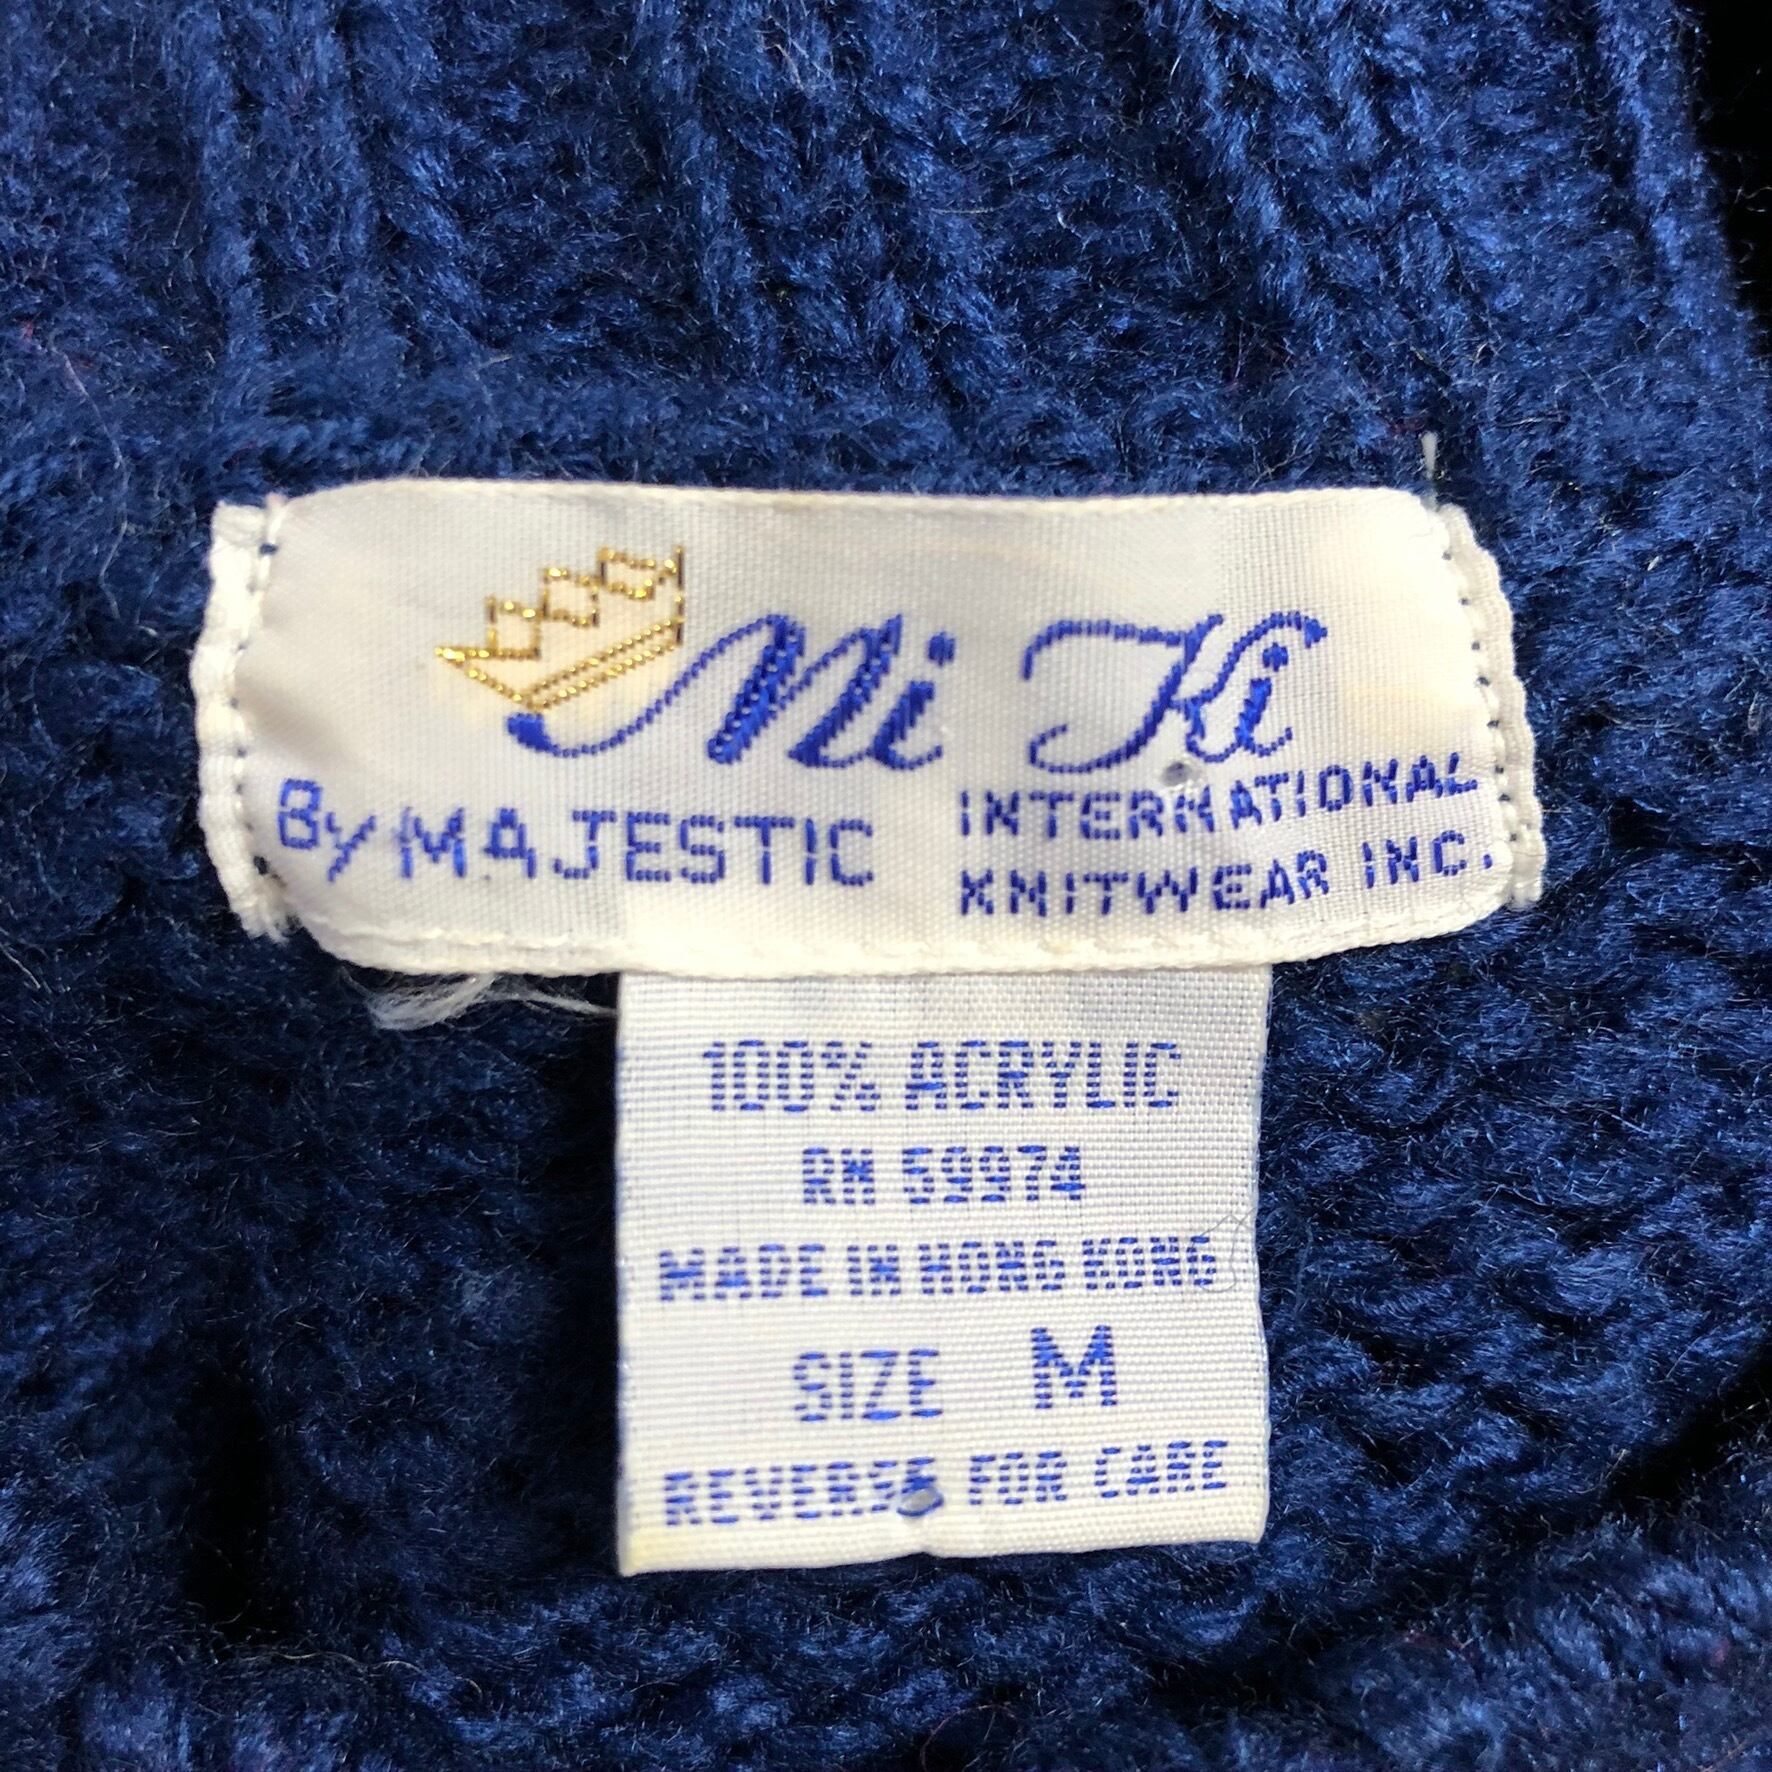 Mi Ki
By MAJESTIC INTERNATIONAL
KNITWEAR INC.
100% ACRYLIC
RN 59974
MADE IN HONG KONG
SIZE M
REVERSE FOR CARE